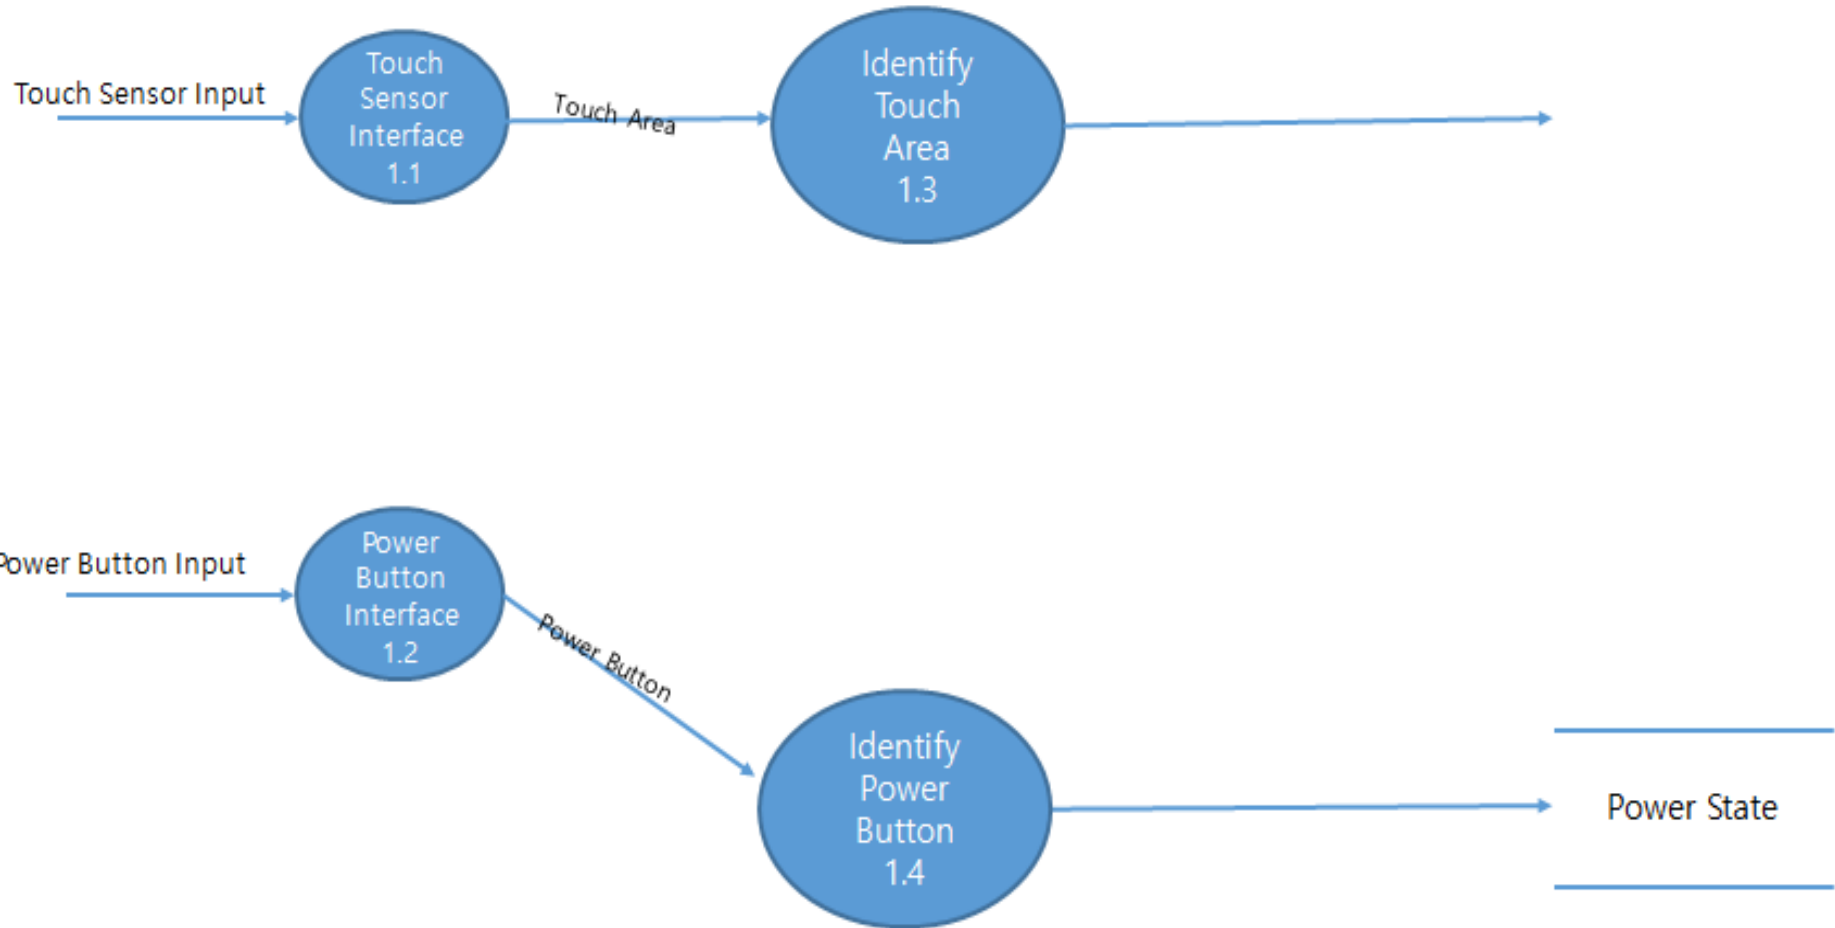 Touch Sensor Input
Touch
Sensor
Interface
1.1
Touch Area
Identify
Touch
Area
1.3
Power Button Input
Power
Button
Interface
1.2
Power Button
Identify
Power
Button
1.4
Power State